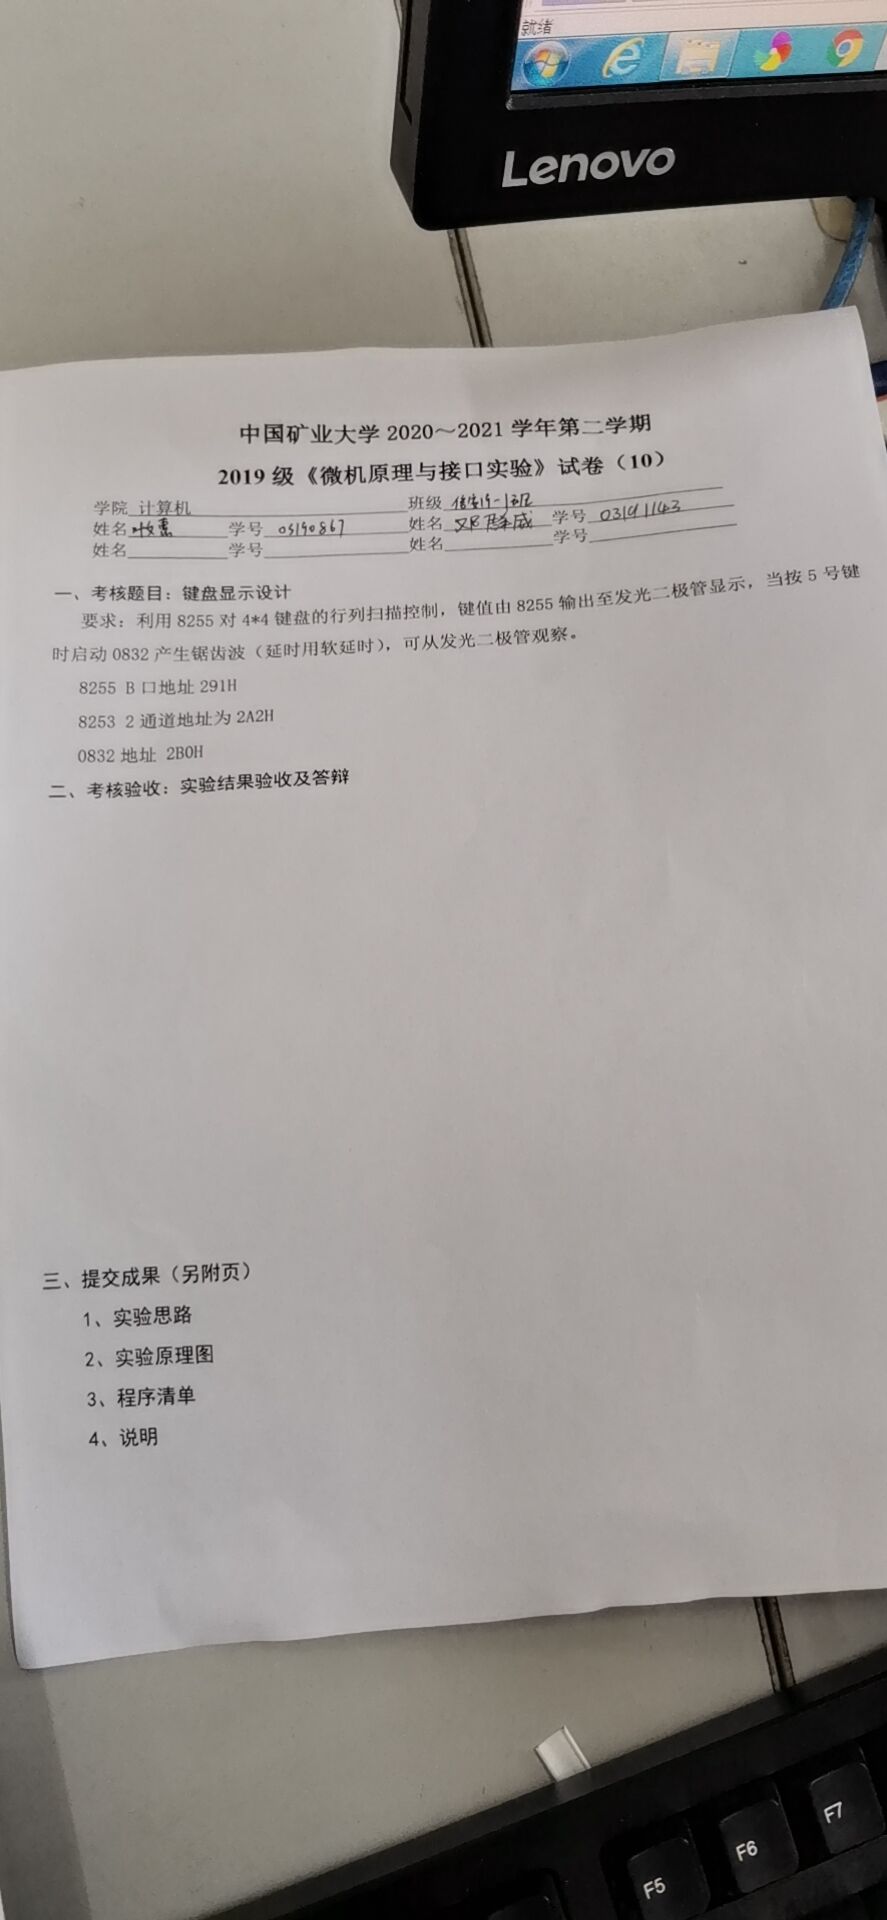 就绪
Lenovo
中国矿业大学 2020～2021 学年第二学期
2019 级《微机原理与接口实验》试卷（10）
学院 计算机 班级 信安19-1班
姓名 学号 05190867 姓名 学号 03191143
姓名 学号 姓名 学号
一、考核题目：键盘显示设计
要求：利用 8255 对 4*4 键盘的行列扫描控制，键值由 8255 输出至发光二极管显示，当按 5 号键
时启动 0832 产生锯齿波（延时用软延时），可从发光二极管观察。
8255 B 口地址 291H
8253 2 通道地址为 2A2H
0832 地址 2B0H
二、考核验收：实验结果验收及答辩
三、提交成果（另附页）
1、实验思路
2、实验原理图
3、程序清单
4、说明
F5
F6
F7